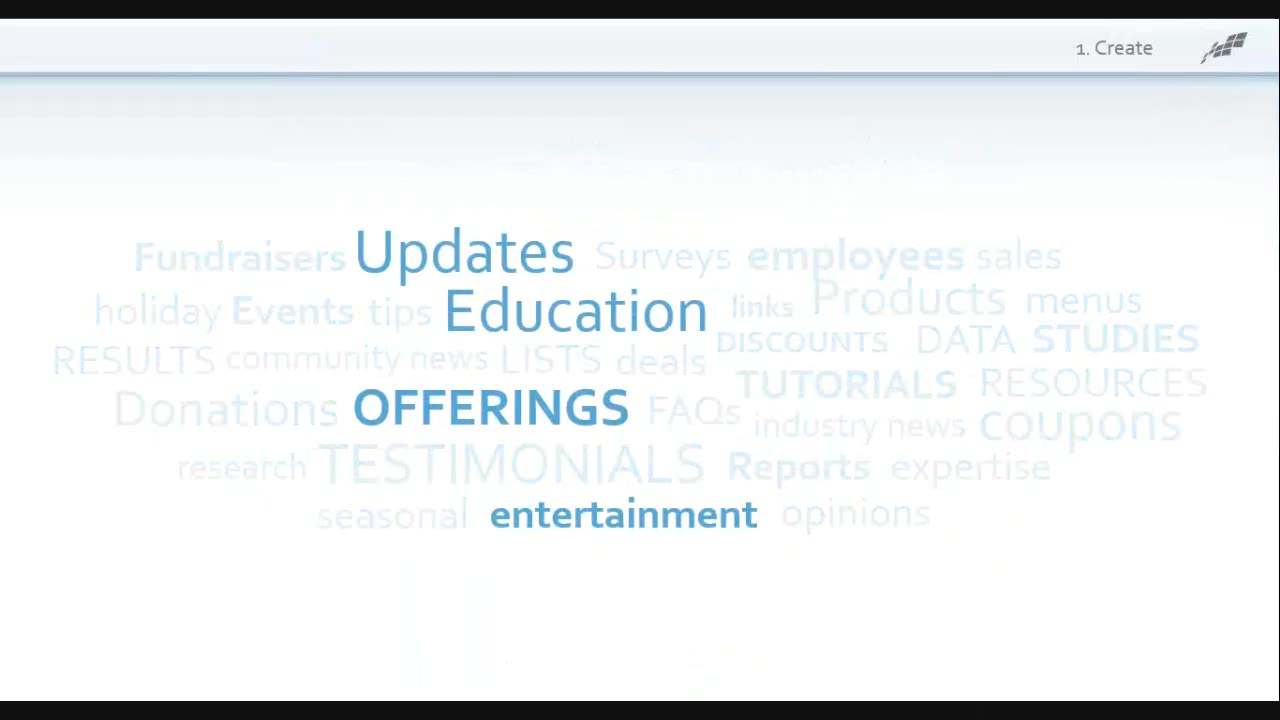 1. Create
Fundraisers Updates Surveys employees sales
holiday Events tips Education links Products menus
RESULTS community news LISTS deals DISCOUNTS DATA STUDIES
Donations OFFERINGS FAQs TUTORIALS RESOURCES
industry news coupons
research TESTIMONIALS Reports expertise
seasonal entertainment opinions